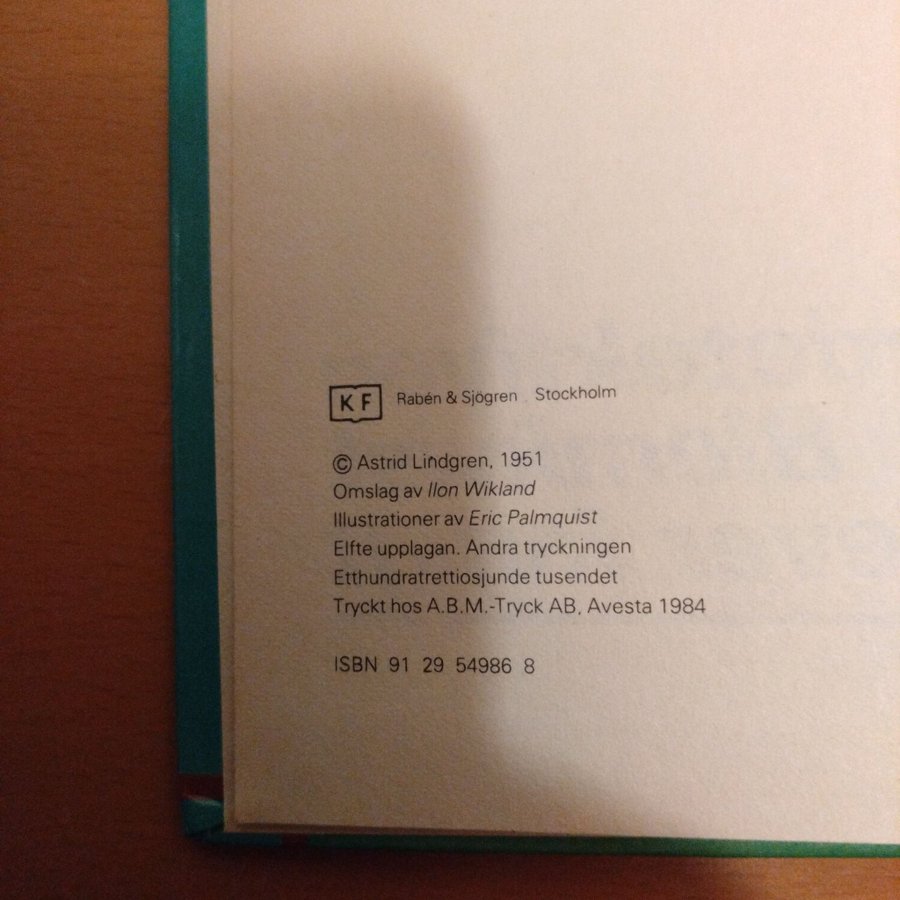 KF Rabén & Sjögren Stockholm
© Astrid Lindgren, 1951
Omslag av Ilon Wikland
Illustrationer av Eric Palmquist
Elfte upplagan. Andra tryckningen
Etthundratrettiosjunde tusendet
Tryckt hos A.B.M.-Tryck AB, Avesta 1984
ISBN 91 29 54986 8